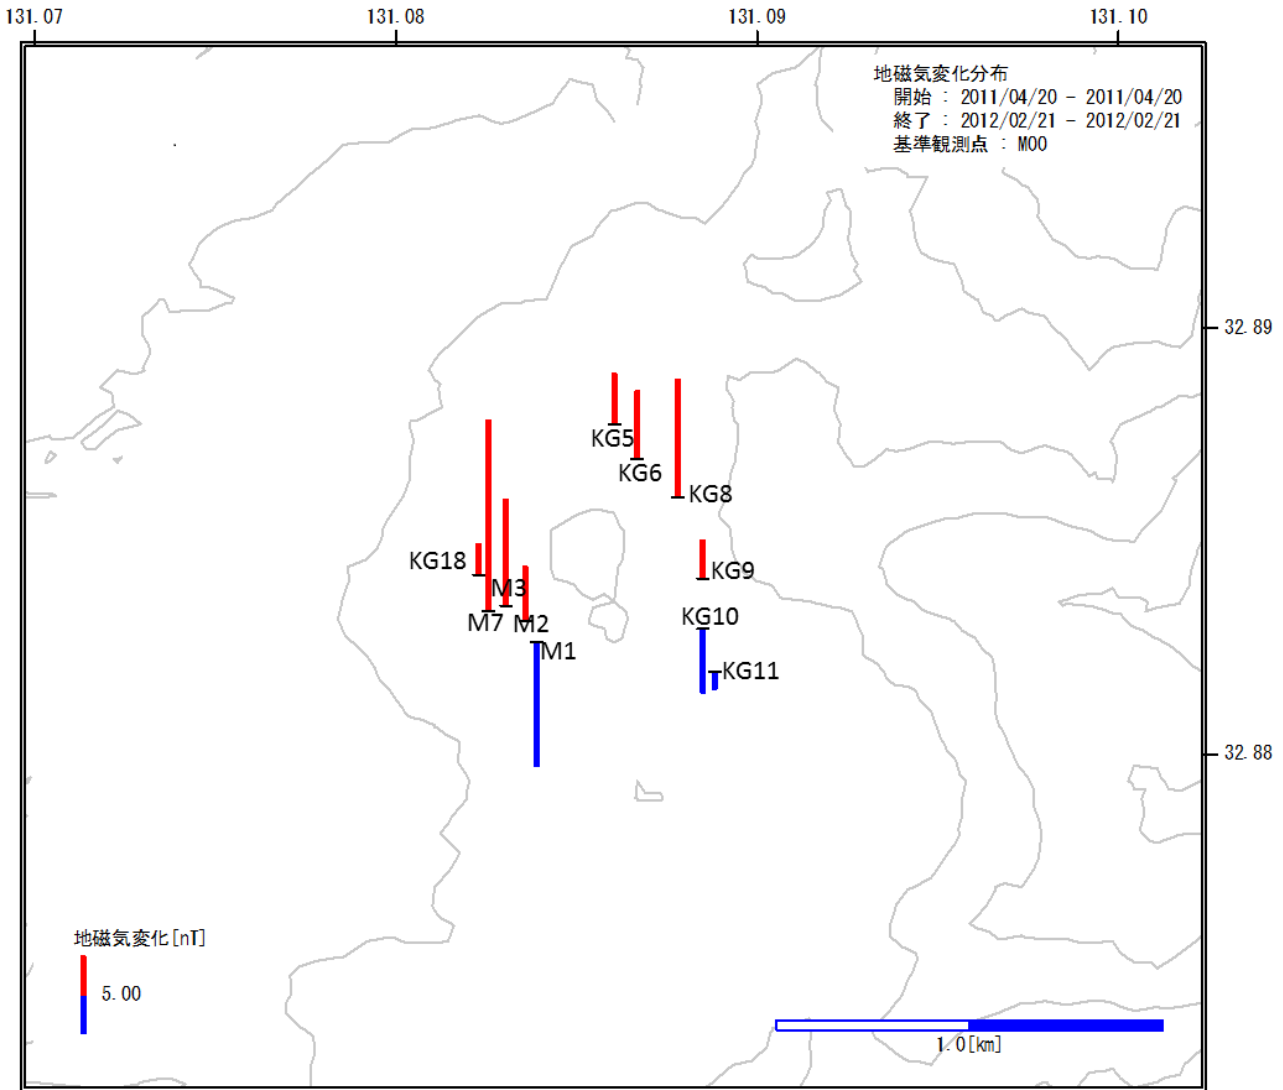 131.07
131.08
131.09
131.10
地磁気変化分布
開始 : 2011/04/20 - 2011/04/20
終了 : 2012/02/21 - 2012/02/21
基準観測点 : M00
32.89
KG5
KG6
KG8
KG18
M3
KG9
M7
M2
KG10
M1
KG11
32.88
地磁気変化[nT]
5.00
1.0[km]